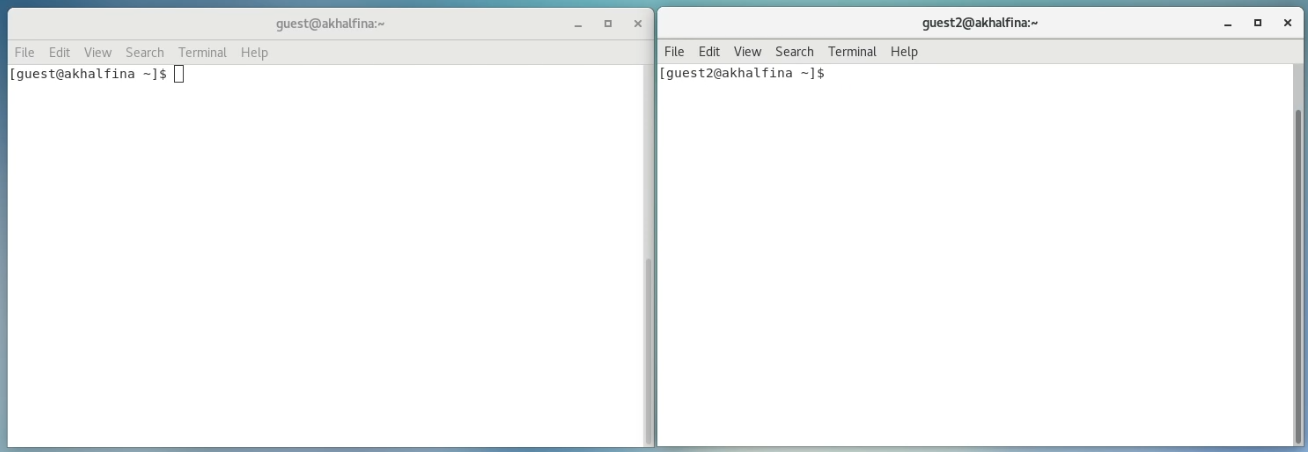 guest@akhalfina:~
File Edit View Search Terminal Help
[guest@akhalfina ~]$
guest2@akhalfina:~
File Edit View Search Terminal Help
[guest2@akhalfina ~]$